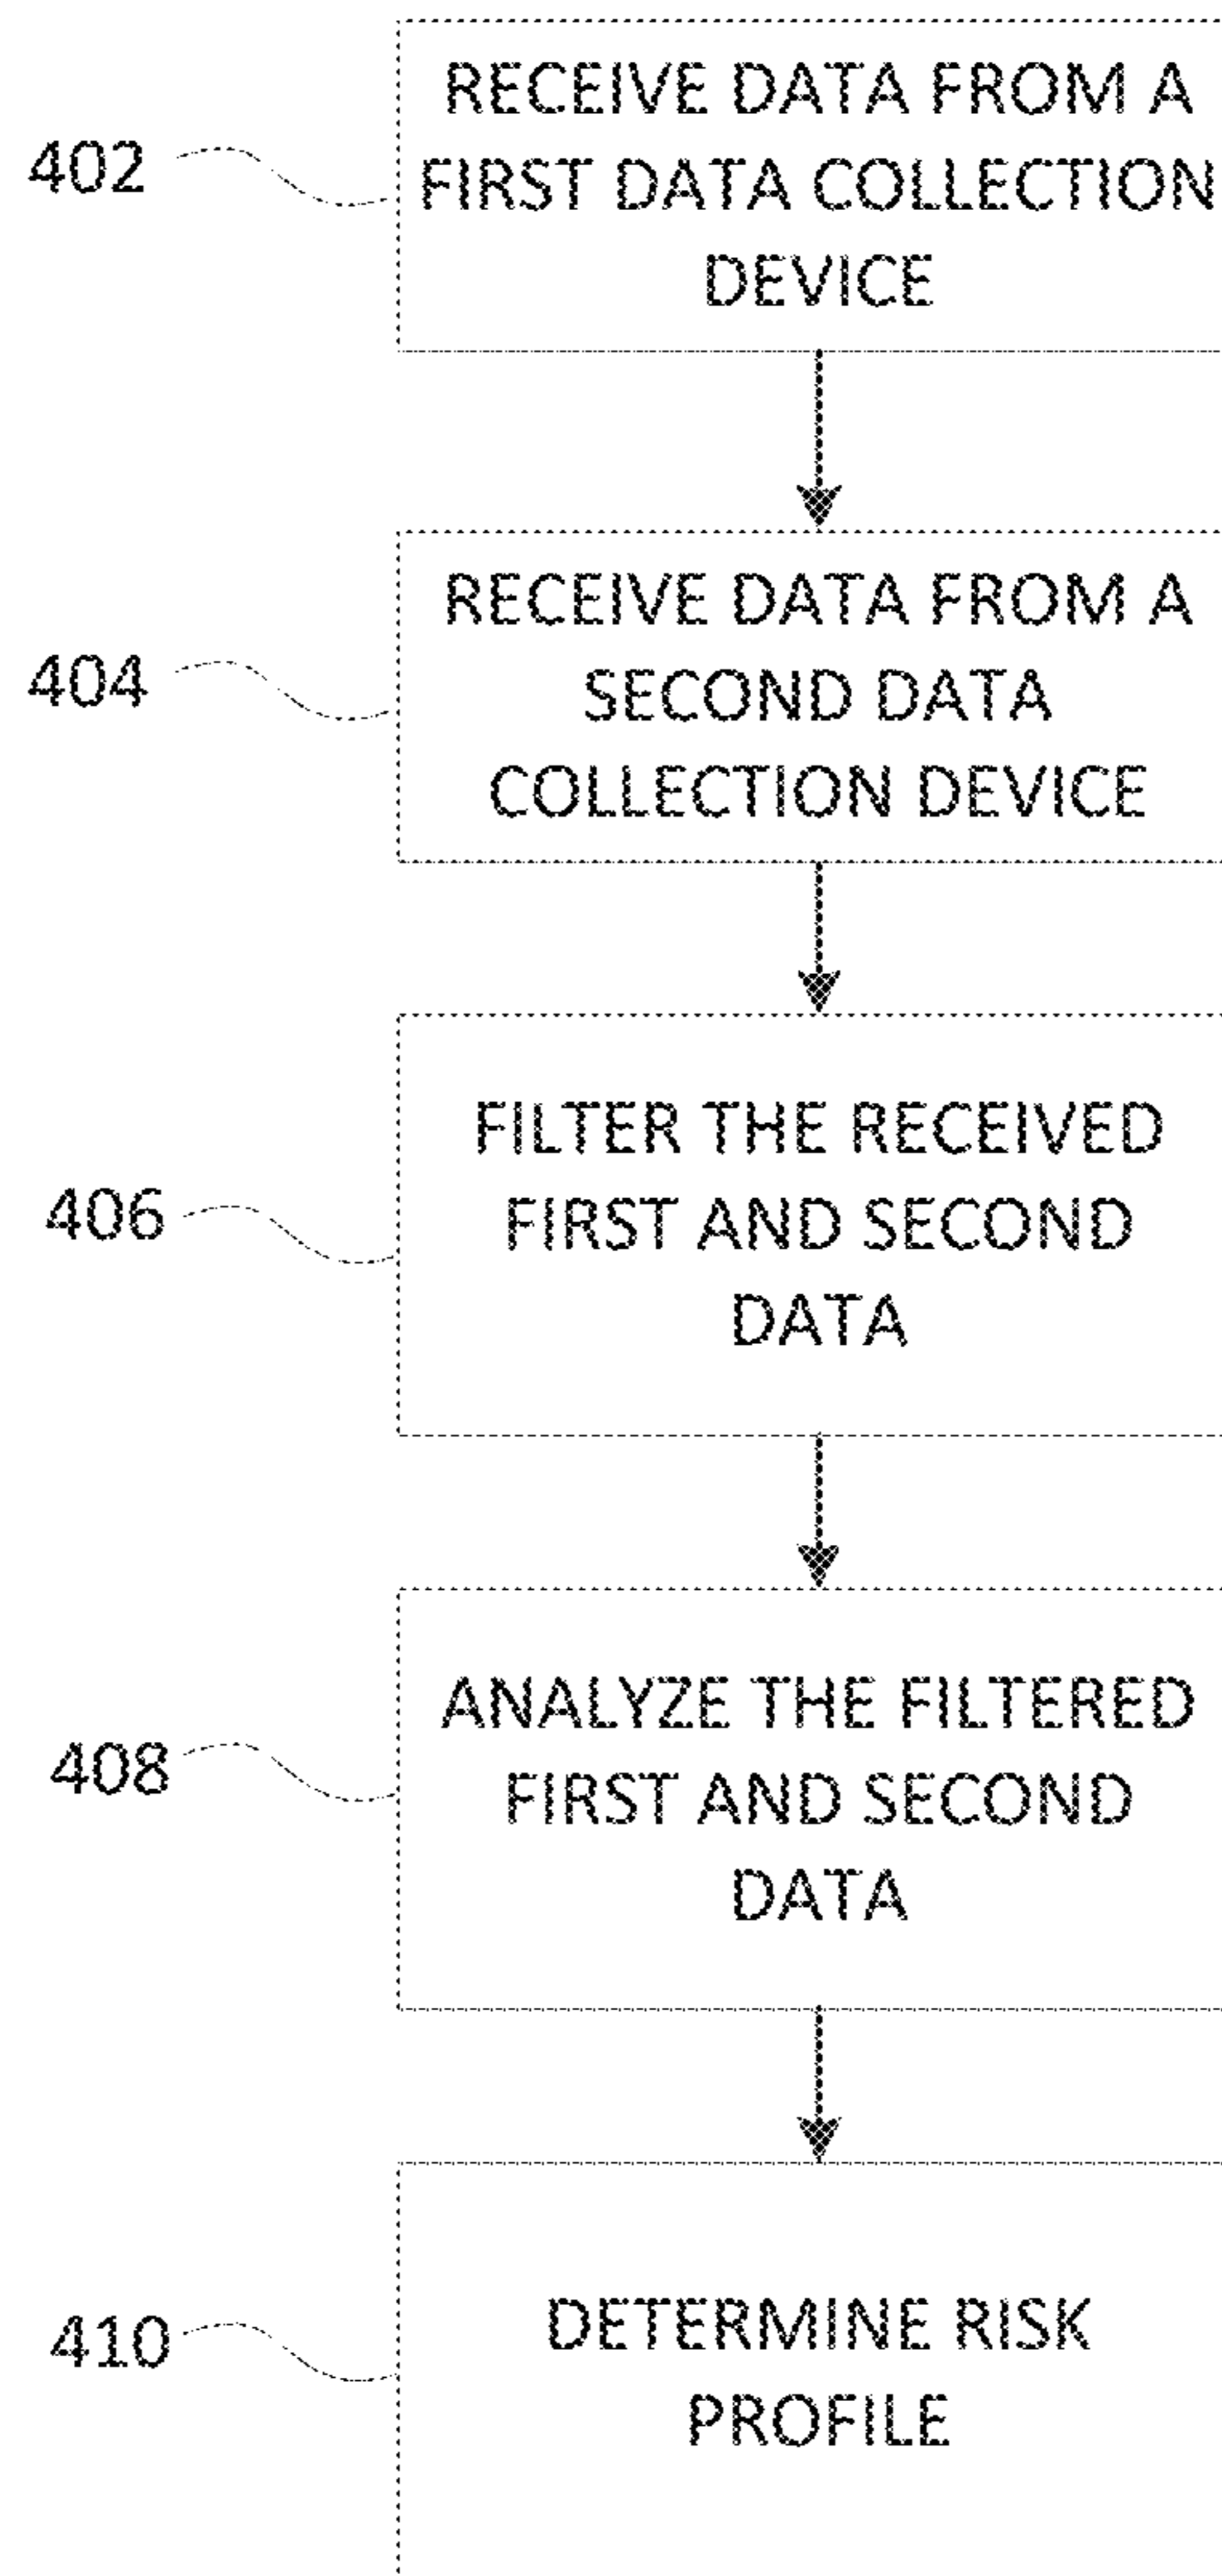 402
RECEIVE DATA FROM A
FIRST DATA COLLECTION
DEVICE
404
RECEIVE DATA FROM A
SECOND DATA
COLLECTION DEVICE
406
FILTER THE RECEIVED
FIRST AND SECOND
DATA
408
ANALYZE THE FILTERED
FIRST AND SECOND
DATA
410
DETERMINE RISK
PROFILE